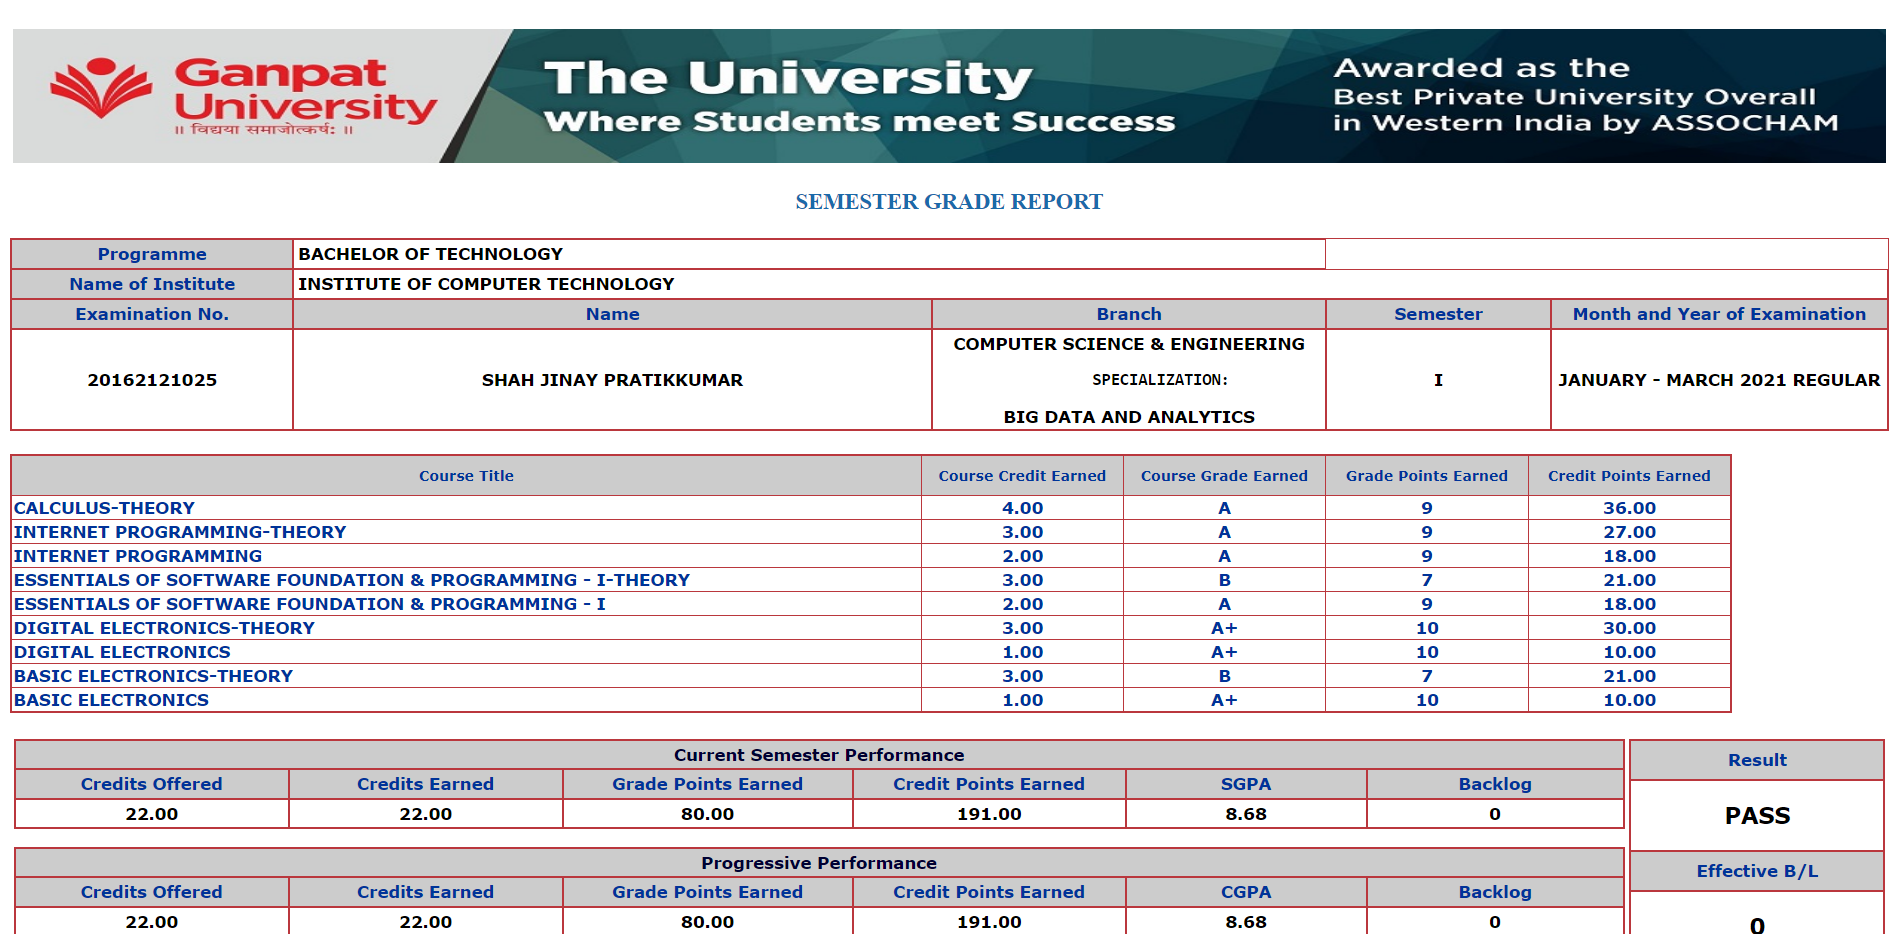 Ganpat
University
॥ विद्यया समाजोत्कर्षः ॥
The University
Where Students meet Success
Awarded as the
Best Private University Overall
in Western India by ASSOCHAM
SEMESTER GRADE REPORT
Programme BACHELOR OF TECHNOLOGY
Name of Institute INSTITUTE OF COMPUTER TECHNOLOGY
Examination No. Name Branch Semester Month and Year of Examination
20162121025 SHAH JINAY PRATIKKUMAR COMPUTER SCIENCE & ENGINEERING
SPECIALIZATION:
BIG DATA AND ANALYTICS I JANUARY - MARCH 2021 REGULAR
Course Title Course Credit Earned Course Grade Earned Grade Points Earned Credit Points Earned
CALCULUS-THEORY 4.00 A 9 36.00
INTERNET PROGRAMMING-THEORY 3.00 A 9 27.00
INTERNET PROGRAMMING 2.00 A 9 18.00
ESSENTIALS OF SOFTWARE FOUNDATION & PROGRAMMING - I-THEORY 3.00 B 7 21.00
ESSENTIALS OF SOFTWARE FOUNDATION & PROGRAMMING - I 2.00 A 9 18.00
DIGITAL ELECTRONICS-THEORY 3.00 A+ 10 30.00
DIGITAL ELECTRONICS 1.00 A+ 10 10.00
BASIC ELECTRONICS-THEORY 3.00 B 7 21.00
BASIC ELECTRONICS 1.00 A+ 10 10.00
Current Semester Performance
Credits Offered Credits Earned Grade Points Earned Credit Points Earned SGPA Backlog
22.00 22.00 80.00 191.00 8.68 0
Result
PASS
Progressive Performance
Credits Offered Credits Earned Grade Points Earned Credit Points Earned CGPA Backlog
22.00 22.00 80.00 191.00 8.68 0
Effective B/L
0